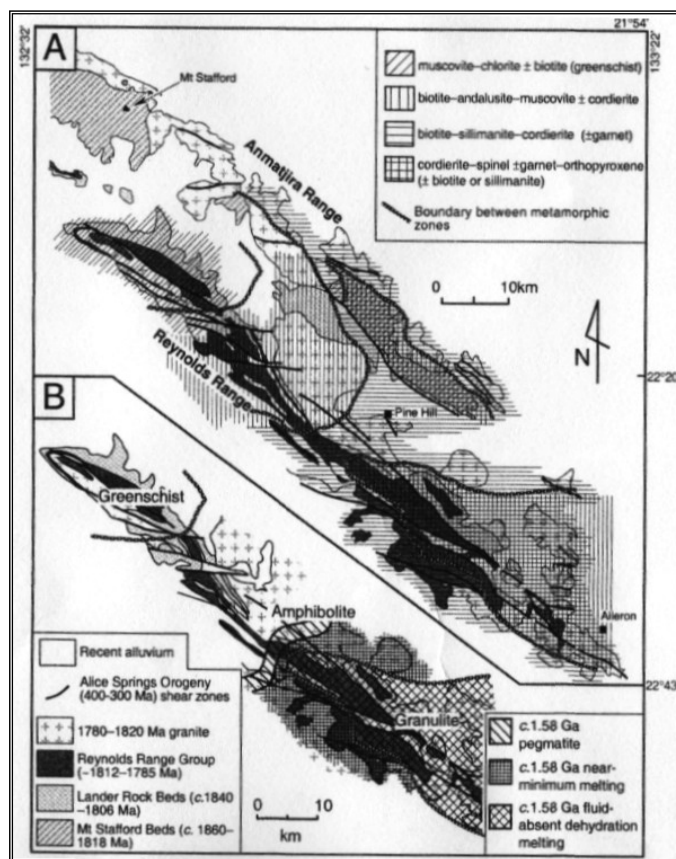 21°54'
132°32'
133°22'
A
Mt Stafford
muscovite–chlorite ± biotite (greenschist)
biotite-andalusite–muscovite ± cordierite
biotite–sillimanite–cordierite (±garnet)
cordierite–spinel ±garnet–orthopyroxene
(± biotite or sillimanite)
Boundary between metamorphic
zones
Anmatjira Range
0 10km
N
Reynolds Range
22°20
B
Pine Hill
Greenschist
Aileron
Amphibolite
Recent alluvium
22°43
Alice Springs Orogeny
(400-300 Ma) shear zones
Granulite
1780–1820 Ma granite
Reynolds Range Group
(~1812–1785 Ma)
Lander Rock Beds (c.1840
–1806 Ma)
Mt Stafford Beds (c. 1860–
1818 Ma)
0 10
km
c.1.58 Ga
pegmatite
c.1.58 Ga near-
minimum melting
c.1.58 Ga fluid-
absent dehydration
melting